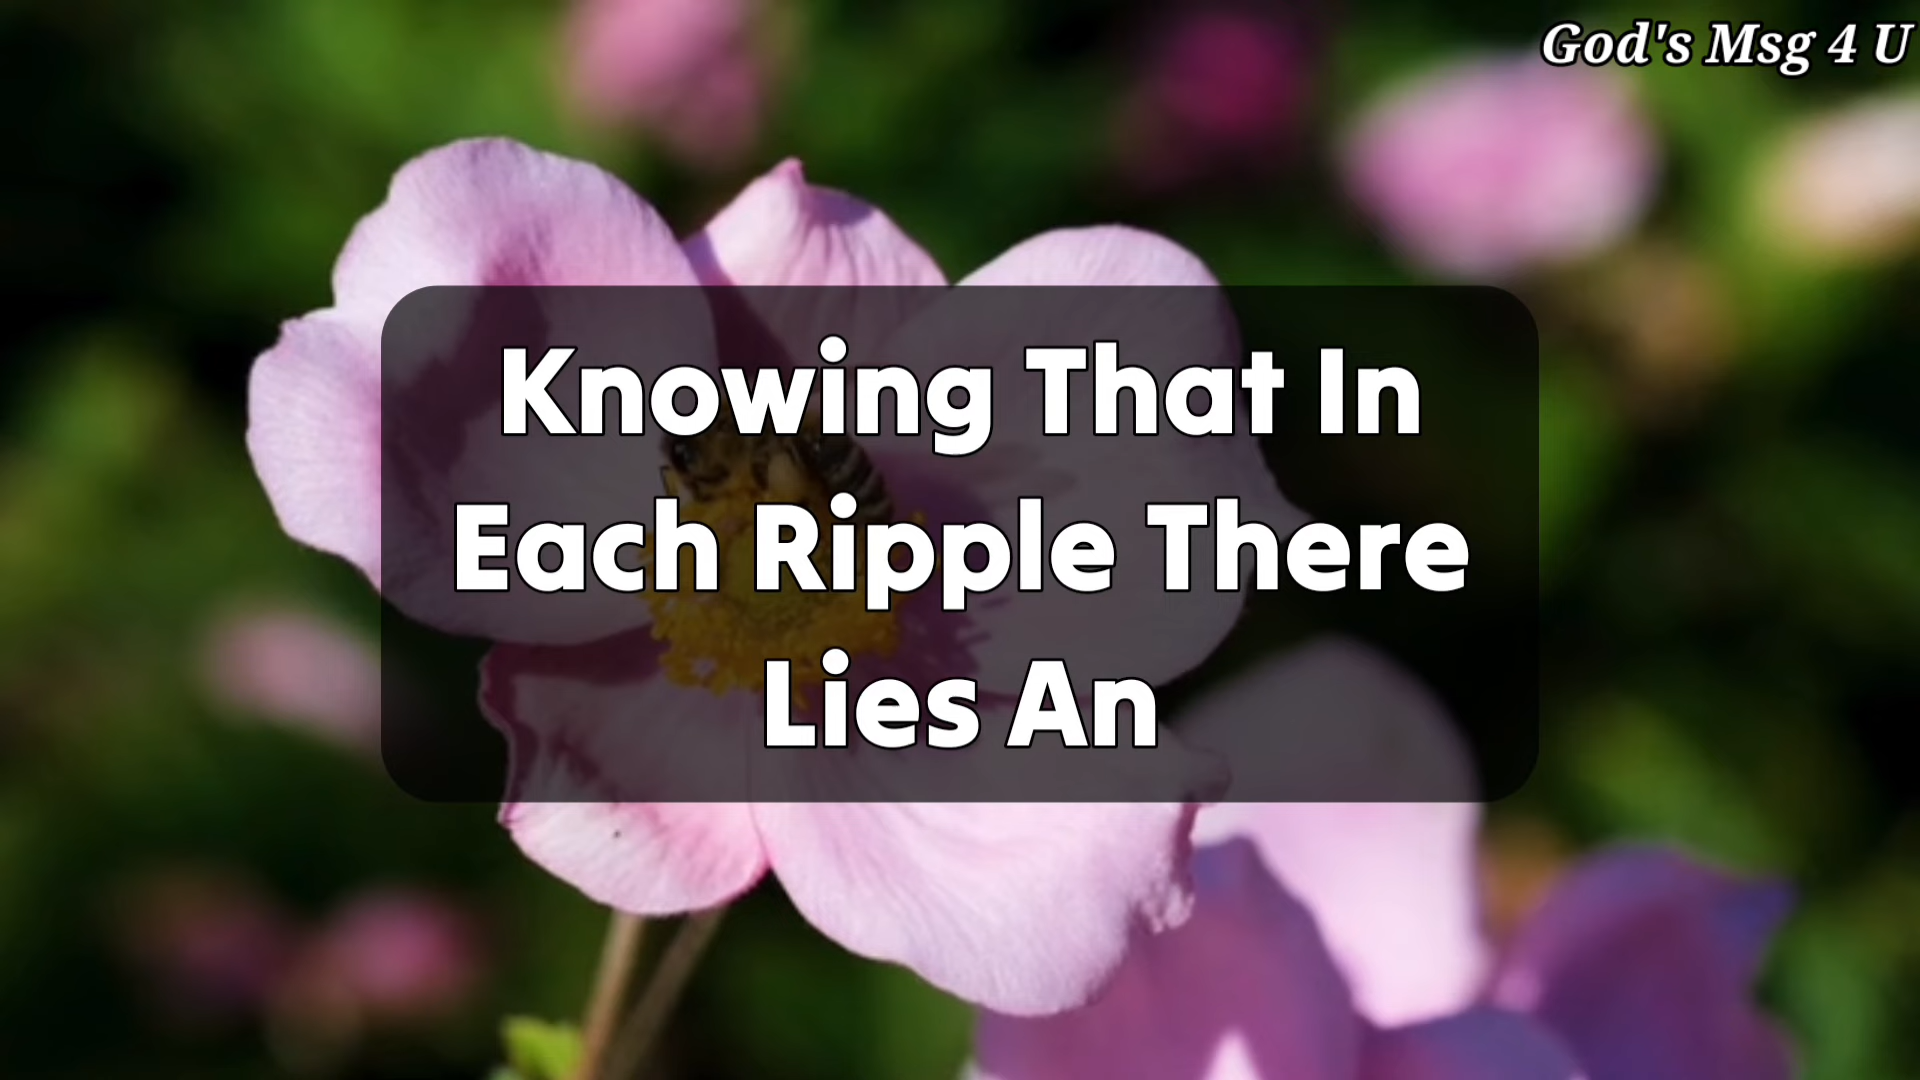 God's Msg 4 U
Knowing That In
Each Ripple There
Lies An